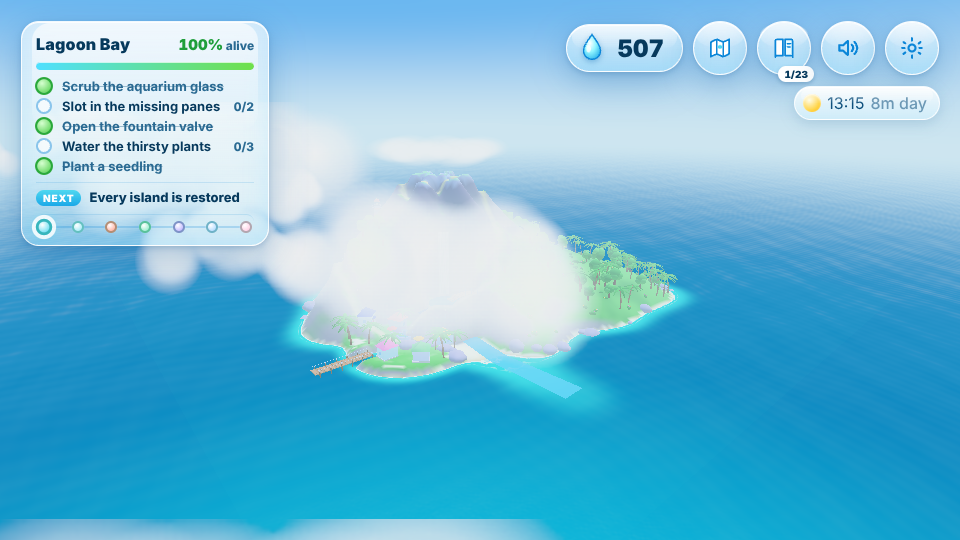 Lagoon Bay 100% alive
Scrub the aquarium glass
Slot in the missing panes 0/2
Open the fountain valve
Water the thirsty plants 0/3
Plant a seedling
NEXT Every island is restored
507
1/23
13:15 8m day